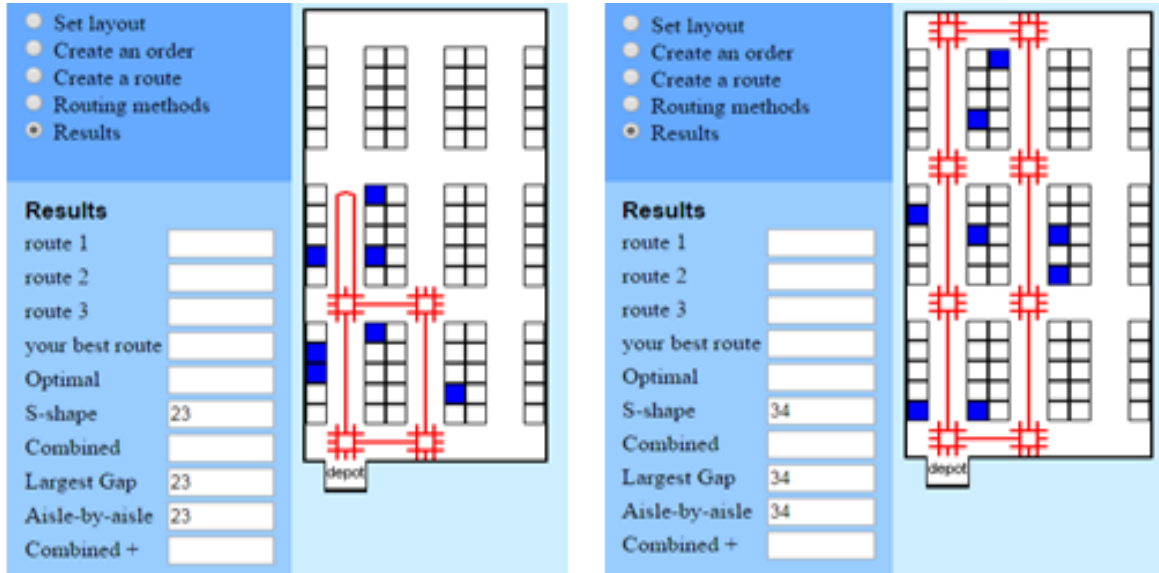 Set layout
Create an order
Create a route
Routing methods
Results
Results
route 1
route 2
route 3
your best route
Optimal
S-shape 23
Combined
Largest Gap 23
Aisle-by-aisle 23
Combined +
depot
Set layout
Create an order
Create a route
Routing methods
Results
Results
route 1
route 2
route 3
your best route
Optimal
S-shape 34
Combined
Largest Gap 34
Aisle-by-aisle 34
Combined +
depot